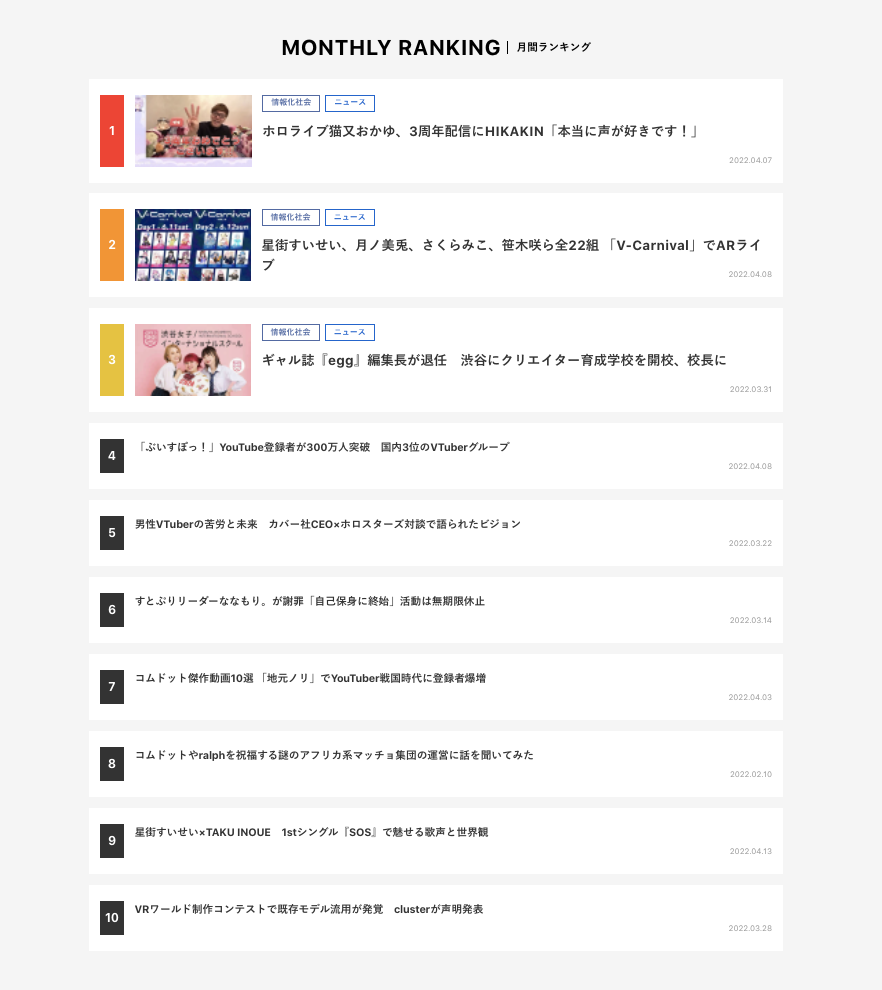 MONTHLY RANKING | 月間ランキング
1
情報化社会 ニュース
ホロライブ猫又おかゆ、3周年配信にHIKAKIN「本当に声が好きです！」
2022.04.07
2
V-Carnival V-Carnival
Day1 - 6.11sat. Day2 - 6.12sun
情報化社会 ニュース
星街すいせい、月ノ美兎、さくらみこ、笹木咲ら全22組 「V-Carnival」でARライ
ブ
2022.04.08
3
渋谷女子
インターナショナルスクール
情報化社会 ニュース
ギャル誌『egg』編集長が退任　渋谷にクリエイター育成学校を開校、校長に
2022.03.31
4
「ぶいすぽっ！」YouTube登録者が300万人突破　国内3位のVTuberグループ
2022.04.08
5
男性VTuberの苦労と未来　カバー社CEO×ホロスターズ対談で語られたビジョン
2022.03.22
6
すとぷりリーダーななもり。が謝罪「自己保身に終始」活動は無期限休止
2022.03.14
7
コムドット傑作動画10選 「地元ノリ」でYouTuber戦国時代に登録者爆増
2022.04.03
8
コムドットやralphを祝福する謎のアフリカ系マッチョ集団の運営に話を聞いてみた
2022.02.10
9
星街すいせい×TAKU INOUE　1stシングル『SOS』で魅せる歌声と世界観
2022.04.13
10
VRワールド制作コンテストで既存モデル流用が発覚　clusterが声明発表
2022.03.28